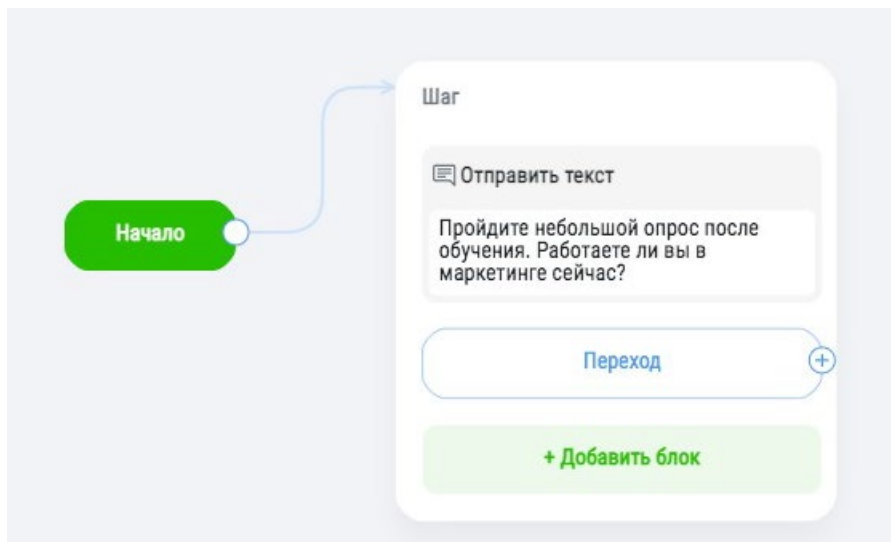 Шаг
Отправить текст
Начало
Пройдите небольшой опрос после
обучения. Работаете ли вы в
маркетинге сейчас?
Переход
+ Добавить блок